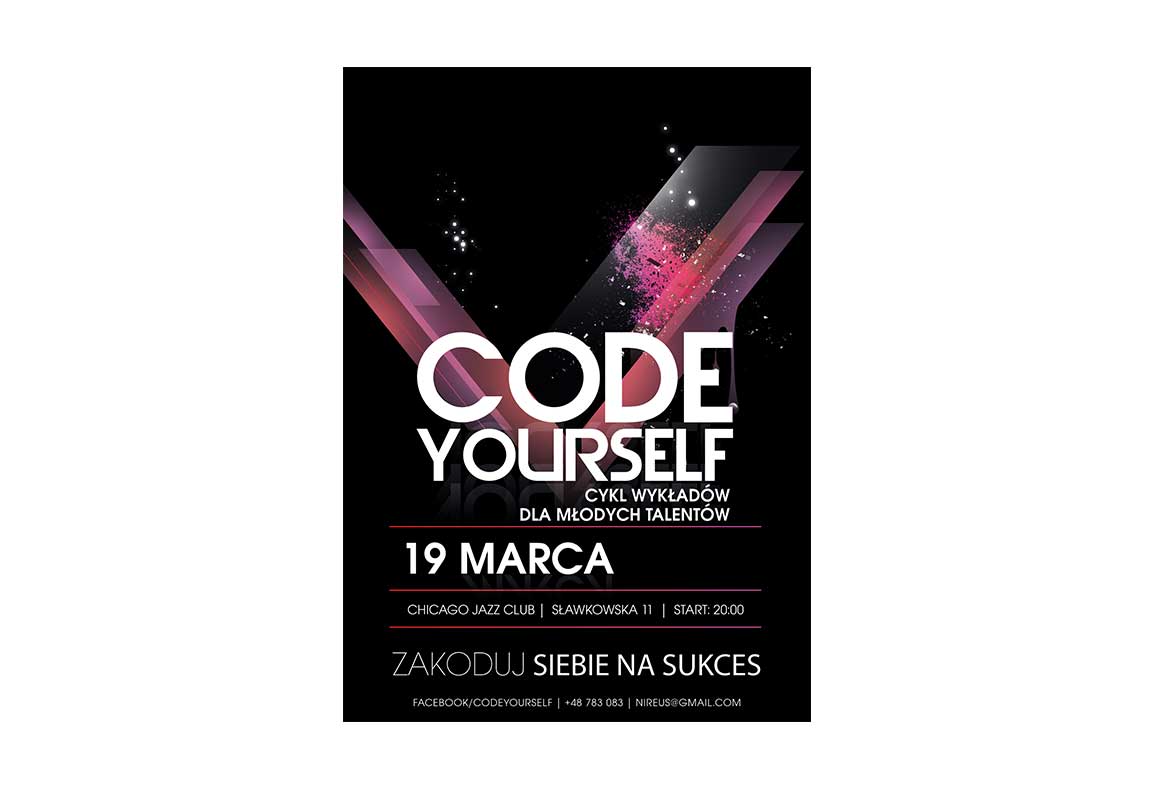 CODE
YOURSELF
CYKL WYKŁADÓW
DLA MŁODYCH TALENTÓW
19 MARCA
CHICAGO JAZZ CLUB | SŁAWKOWSKA 11 | START: 20:00
ZAKODUJ SIEBIE NA SUKCES
FACEBOOK/CODEYOURSELF | +48 783 083 | NIREUS@GMAIL.COM